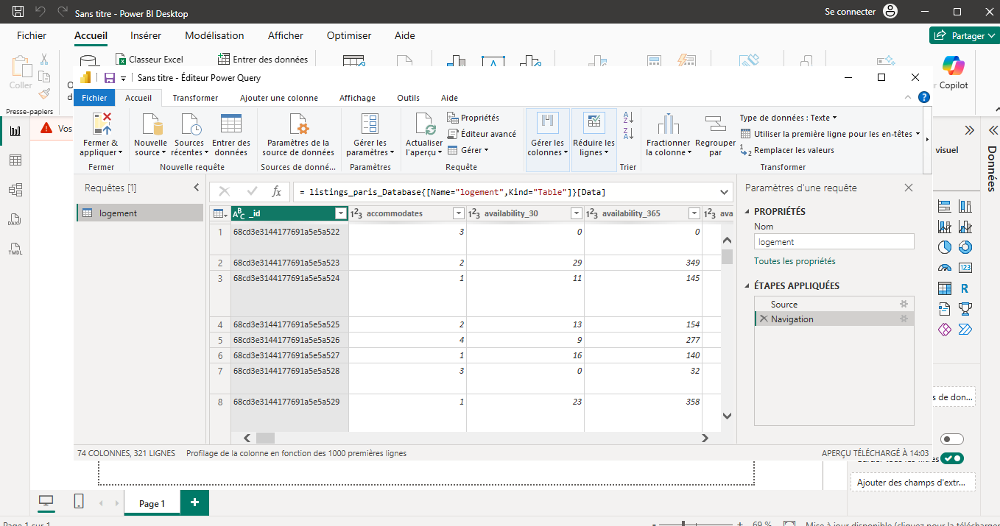 Sans titre - Power BI Desktop
Se connecter
Fichier Accueil Insérer Modélisation Afficher Optimiser Aide
Partager
Coller
Classeur Excel
Entrer des données
Copilot
Presse-papiers
Vos
Sans titre - Éditeur Power Query
Fichier Accueil Transformer Ajouter une colonne Affichage Outils Aide
Fermer & appliquer
Nouvelle source
Sources récentes
Entrer des données
Paramètres de la source de données
Gérer les paramètres
Actualiser l'aperçu
Propriétés
Éditeur avancé
Gérer
Gérer les colonnes
Réduire les lignes
Fractionner la colonne
Regrouper par
Type de données : Texte
Utiliser la première ligne pour les en-têtes
Remplacer les valeurs
Fermer Nouvelle requête Sources de donné... Paramètres Requête Trier Transformer
visuel
Données
Requêtes [1]
logement
= listings_paris_Database{[Name="logement",Kind="Table"]}[Data]
_id accommodates availability_30 availability_365 ava
1 68cd3e3144177691a5e5a522 3 0 0
2 68cd3e3144177691a5e5a523 2 29 349
3 68cd3e3144177691a5e5a524 1 11 145
4 68cd3e3144177691a5e5a525 2 13 154
5 68cd3e3144177691a5e5a526 4 9 277
6 68cd3e3144177691a5e5a527 1 16 140
7 68cd3e3144177691a5e5a528 3 0 32
8 68cd3e3144177691a5e5a529 1 23 358
Paramètres d'une requête
PROPRIÉTÉS
Nom
logement
Toutes les propriétés
ÉTAPES APPLIQUÉES
Source
Navigation
s de don...
74 COLONNES, 321 LIGNES
Profilage de la colonne en fonction des 1000 premières lignes
APERÇU TÉLÉCHARGÉ À 14:03
Ajouter des champs d'extr...
Page 1
Page 1 sur 1
69 %
Mise à jour disponible (cliquez pour la télécharger